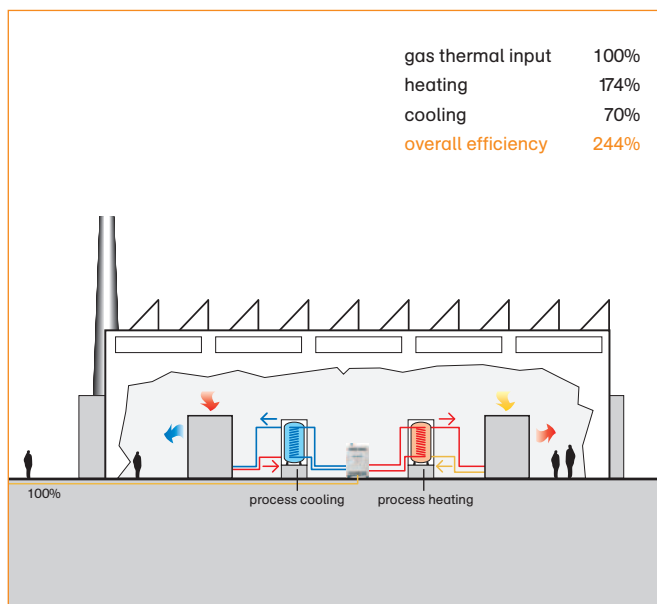 gas thermal input 100%
heating 174%
cooling 70%
overall efficiency 244%
100%
process cooling process heating